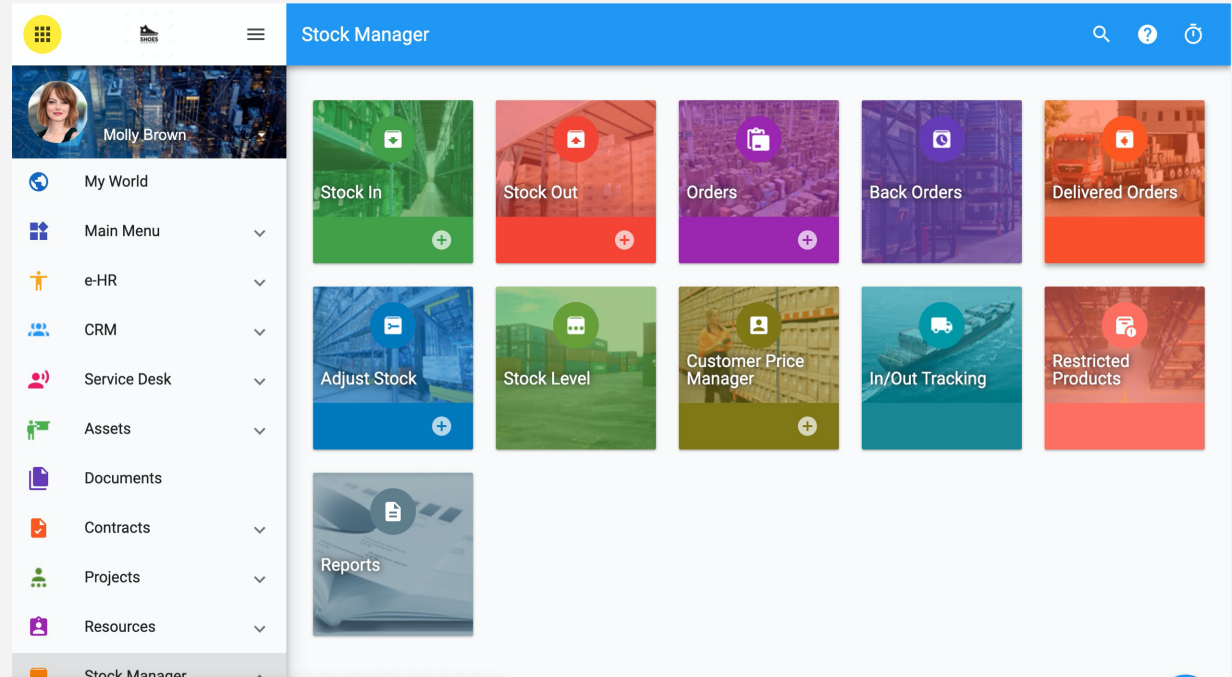 SHOES
Stock Manager
Molly Brown
My World
Main Menu
e-HR
CRM
Service Desk
Assets
Documents
Contracts
Projects
Resources
Stock Manager
Stock In
Stock Out
Orders
Back Orders
Delivered Orders
Adjust Stock
Stock Level
Customer Price
Manager
In/Out Tracking
Restricted
Products
Reports